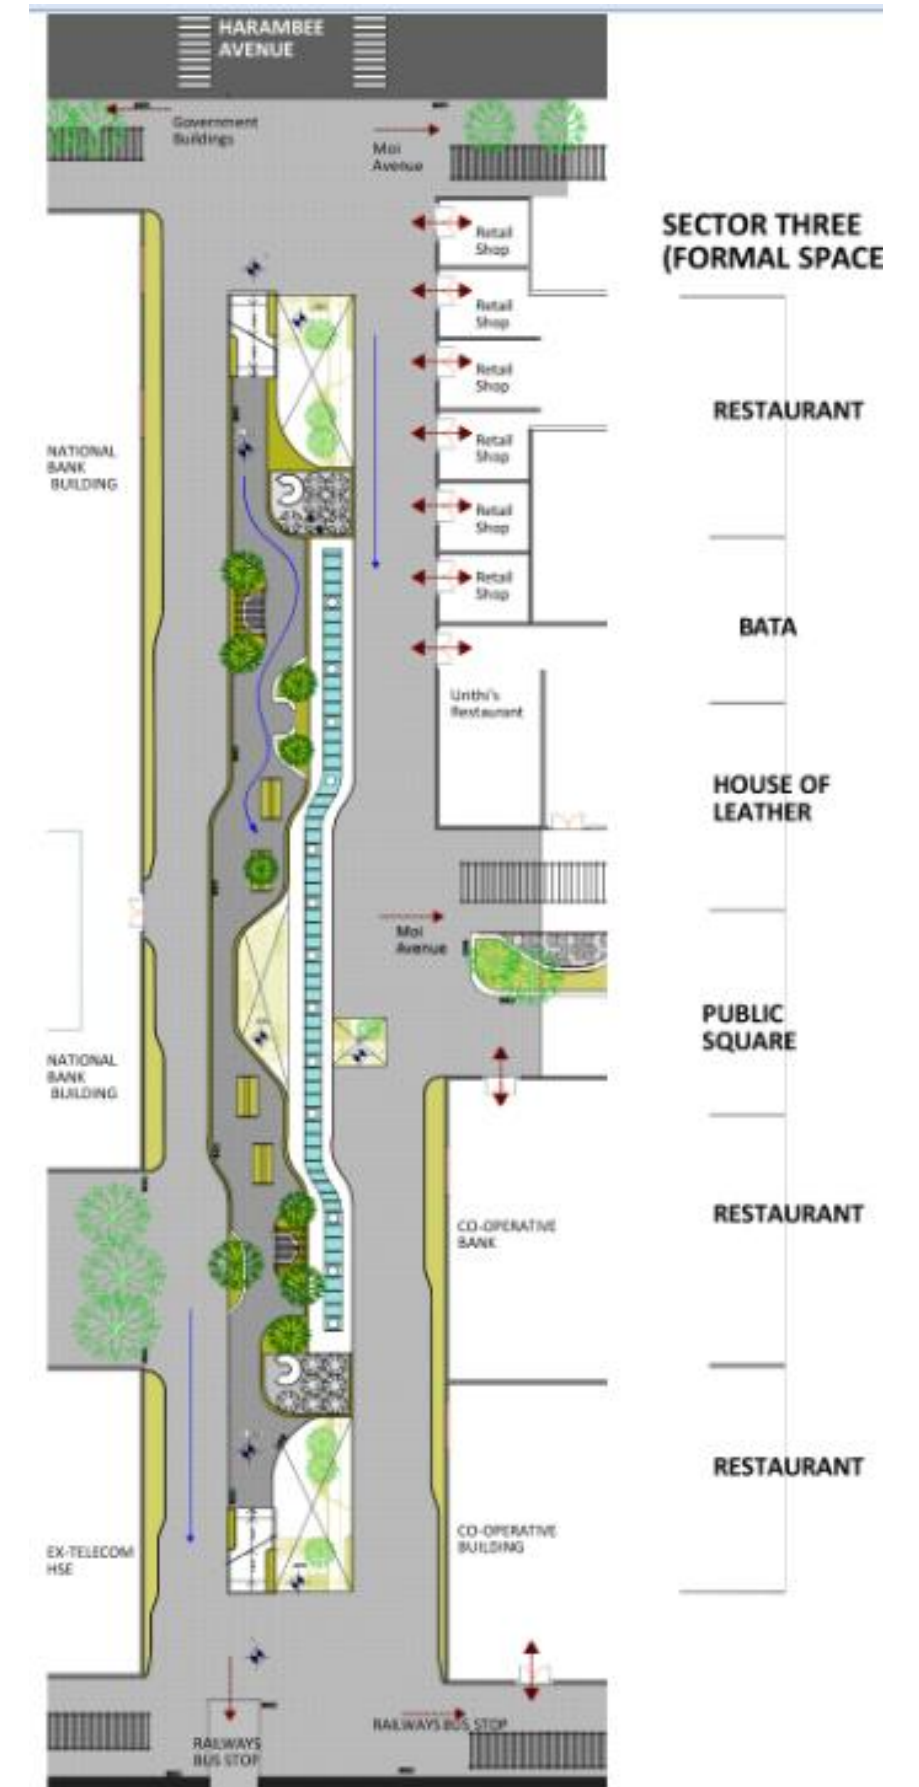 HARAMBEE
AVENUE
Government
Buildings
Moi
Avenue
SECTOR THREE
(FORMAL SPACE
Retail
Shop
Retail
Shop
Retail
Shop
RESTAURANT
Retail
Shop
NATIONAL
BANK
BUILDING
Retail
Shop
Retail
Shop
BATA
Restaurant
HOUSE OF
LEATHER
Moi
Avenue
PUBLIC
SQUARE
NATIONAL
BANK
BUILDING
CO-OPERATIVE
BANK
RESTAURANT
RESTAURANT
CO-OPERATIVE
BUILDING
EX-TELECOM
HSE
RAILWAYS BUS STOP
RAILWAYS
BUS STOP